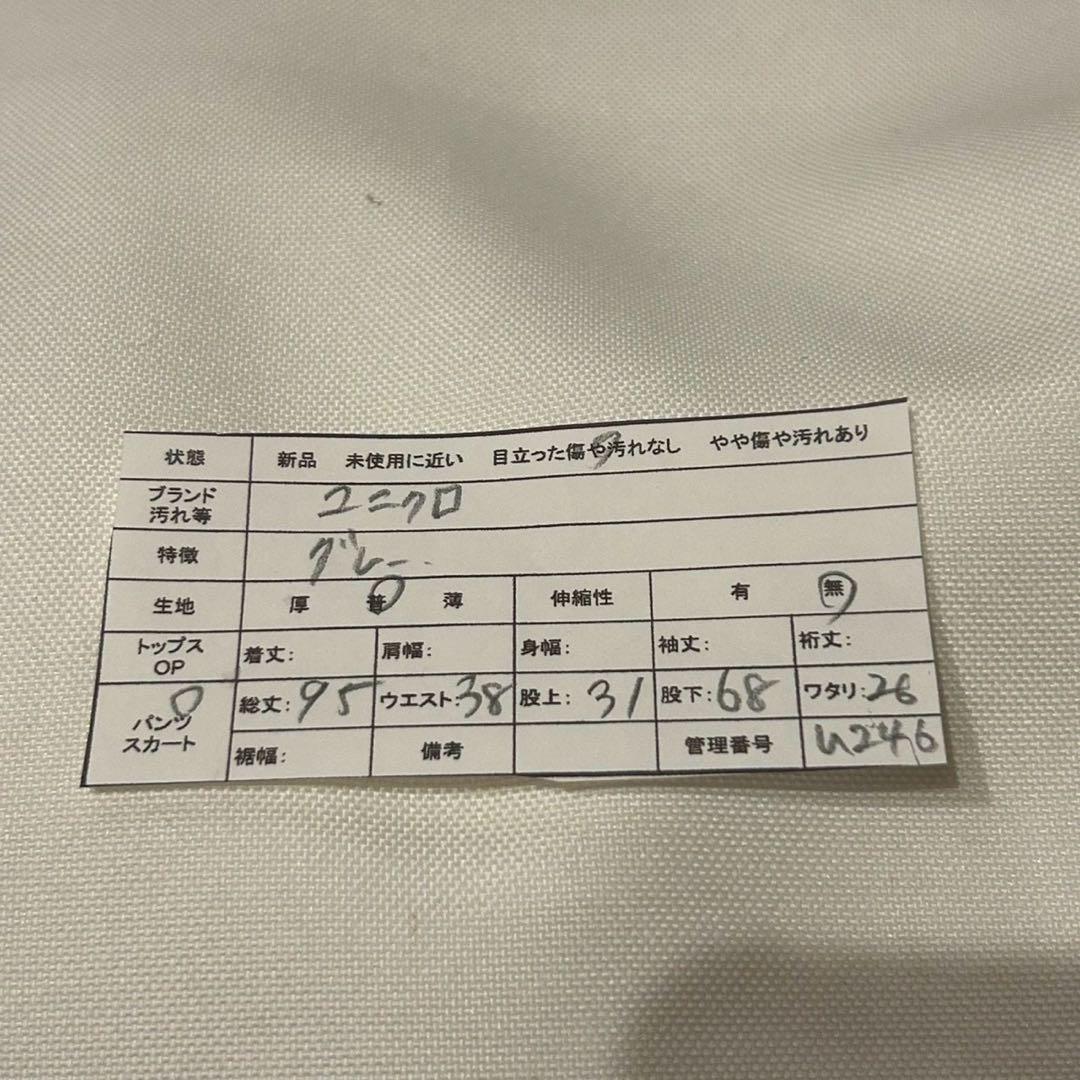 状態 新品 未使用に近い 目立った傷や汚れなし やや傷や汚れあり
ブランド 汚れ等 ユニクロ
特徴 グレー
生地 厚 普 薄 伸縮性 有 無
トップス OP 着丈: 肩幅: 身幅: 袖丈: 裄丈:
パンツ スカート 総丈:95 ウエスト:38 股上:31 股下:68 ワタリ:26
裾幅: 備考 管理番号